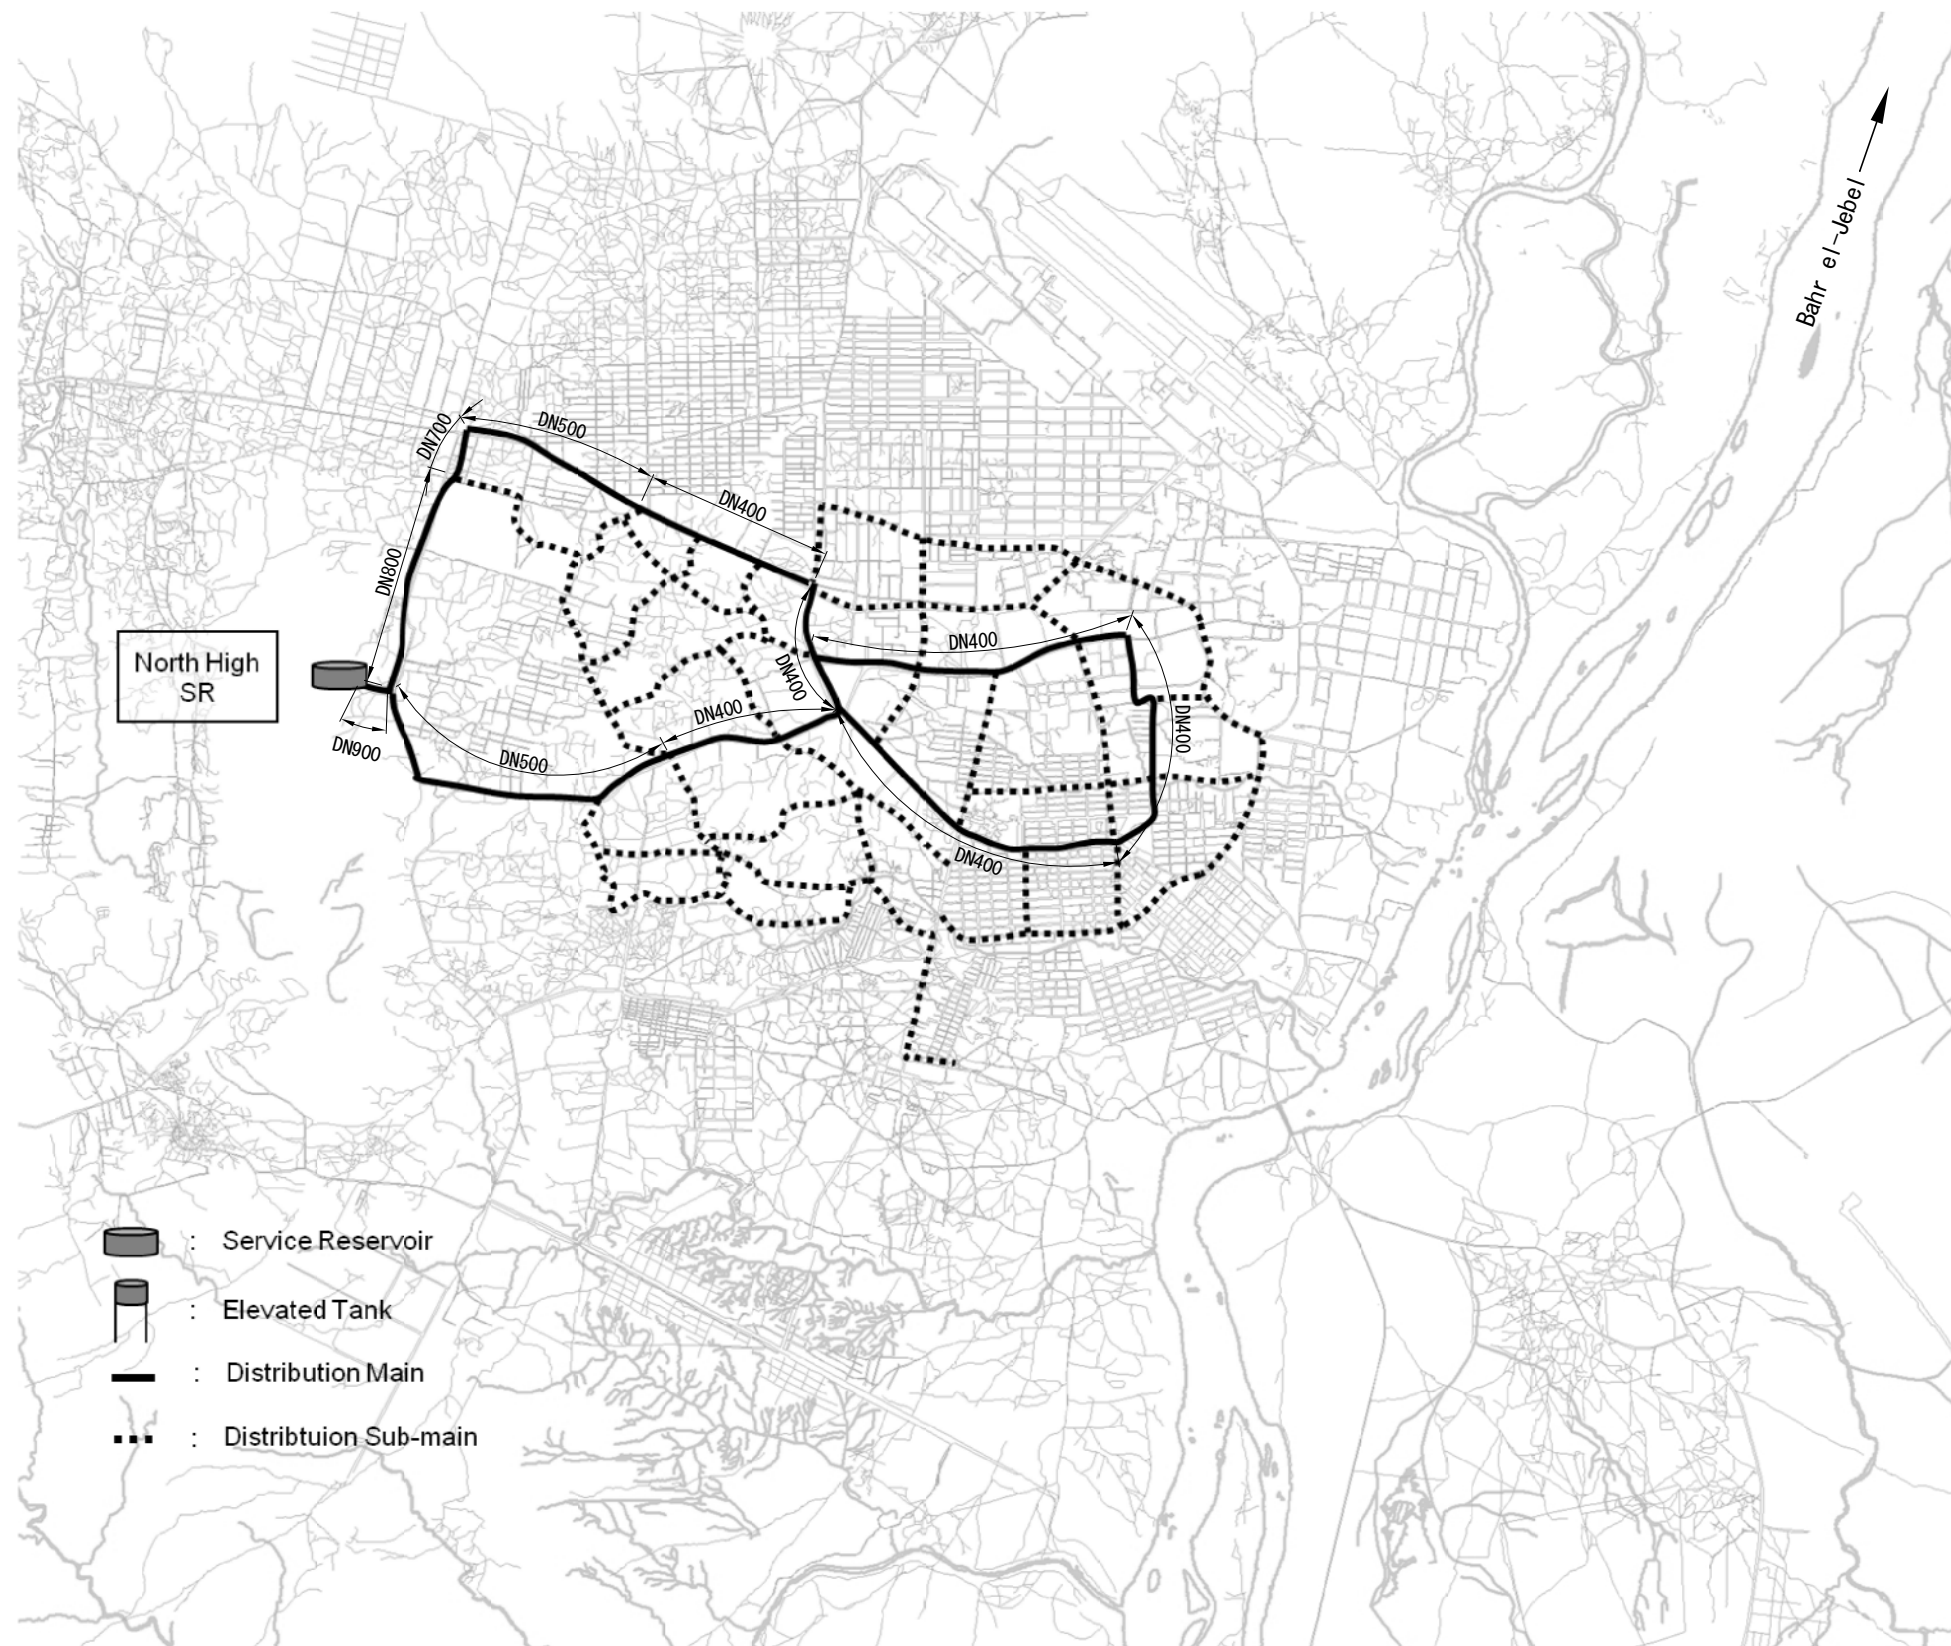 Bahr el-Jebel
DN700
DN500
DN400
DN800
DN400
North High
SR
DN400
DN400
DN400
DN900
DN500
DN400
: Service Reservoir
: Elevated Tank
: Distribution Main
: Distribtuion Sub-main